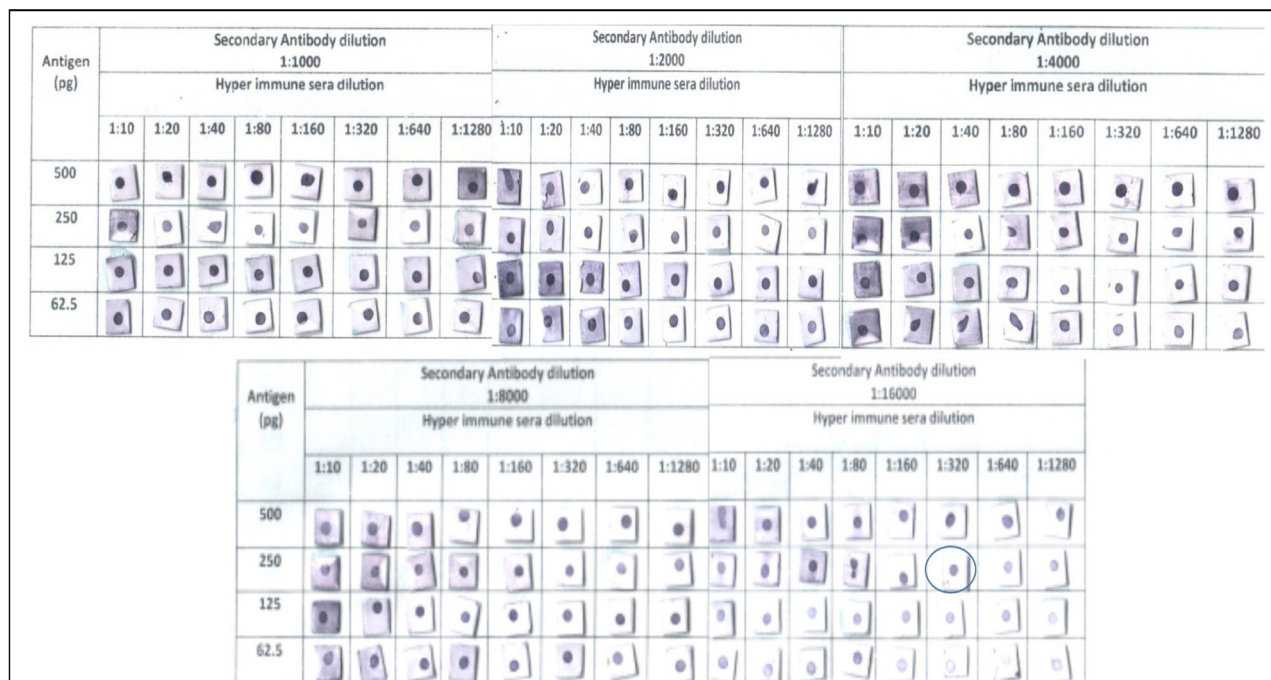 Antigen (pg)
Secondary Antibody dilution
1:1000
Hyper immune sera dilution
1:10 1:20 1:40 1:80 1:160 1:320 1:640 1:1280
Secondary Antibody dilution
1:2000
Hyper immune sera dilution
1:10 1:20 1:40 1:80 1:160 1:320 1:640 1:1280
Secondary Antibody dilution
1:4000
Hyper immune sera dilution
1:10 1:20 1:40 1:80 1:160 1:320 1:640 1:1280
500
250
125
62.5
Antigen (pg)
Secondary Antibody dilution
1:8000
Hyper immune sera dilution
1:10 1:20 1:40 1:80 1:160 1:320 1:640 1:1280
Secondary Antibody dilution
1:16000
Hyper immune sera dilution
1:10 1:20 1:40 1:80 1:160 1:320 1:640 1:1280
500
250
125
62.5